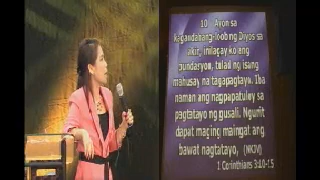 10 Ayon sa
kagandahang-loob ng Diyos sa
akin, inilagay ko ang
pundasyon, tulad ng isang
mahusay na tagapagtayo. Iba
naman ang nagpapatuloy sa
pagtatayo ng gusali. Ngunit
dapat maging maingat ang
bawat nagtatayo,
1 Corinthians 3:10-15